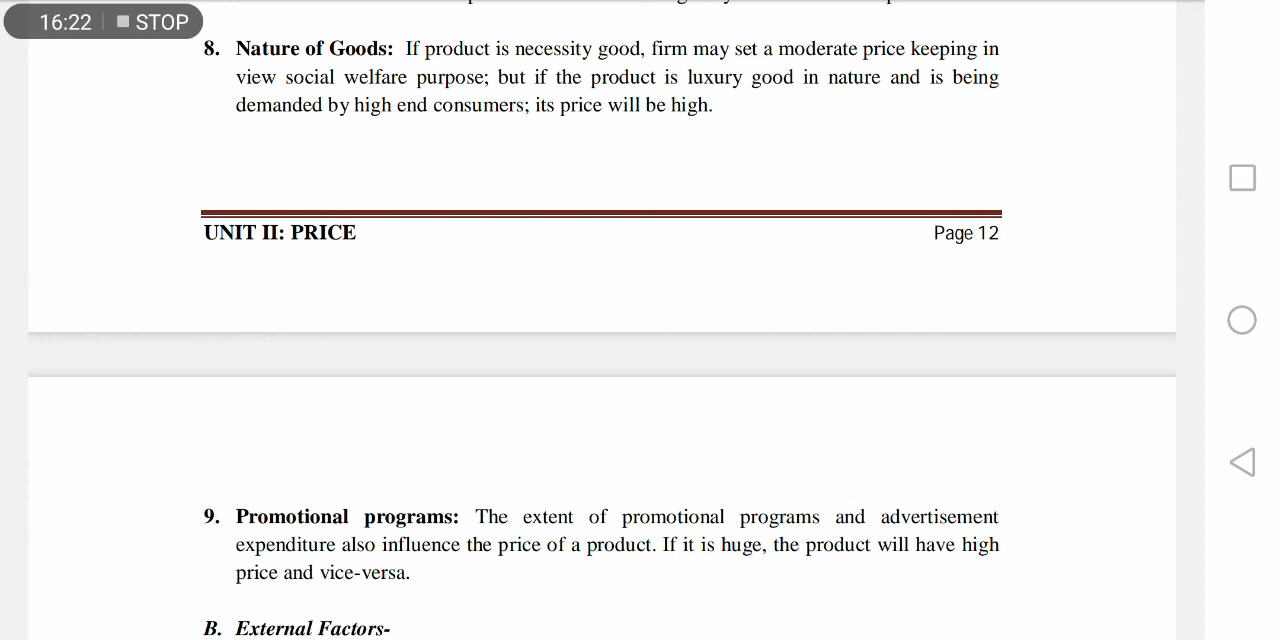 16:22 STOP
8. Nature of Goods: If product is necessity good, firm may set a moderate price keeping in
view social welfare purpose; but if the product is luxury good in nature and is being
demanded by high end consumers; its price will be high.
UNIT II: PRICE Page 12
9. Promotional programs: The extent of promotional programs and advertisement
expenditure also influence the price of a product. If it is huge, the product will have high
price and vice-versa.
B. External Factors-